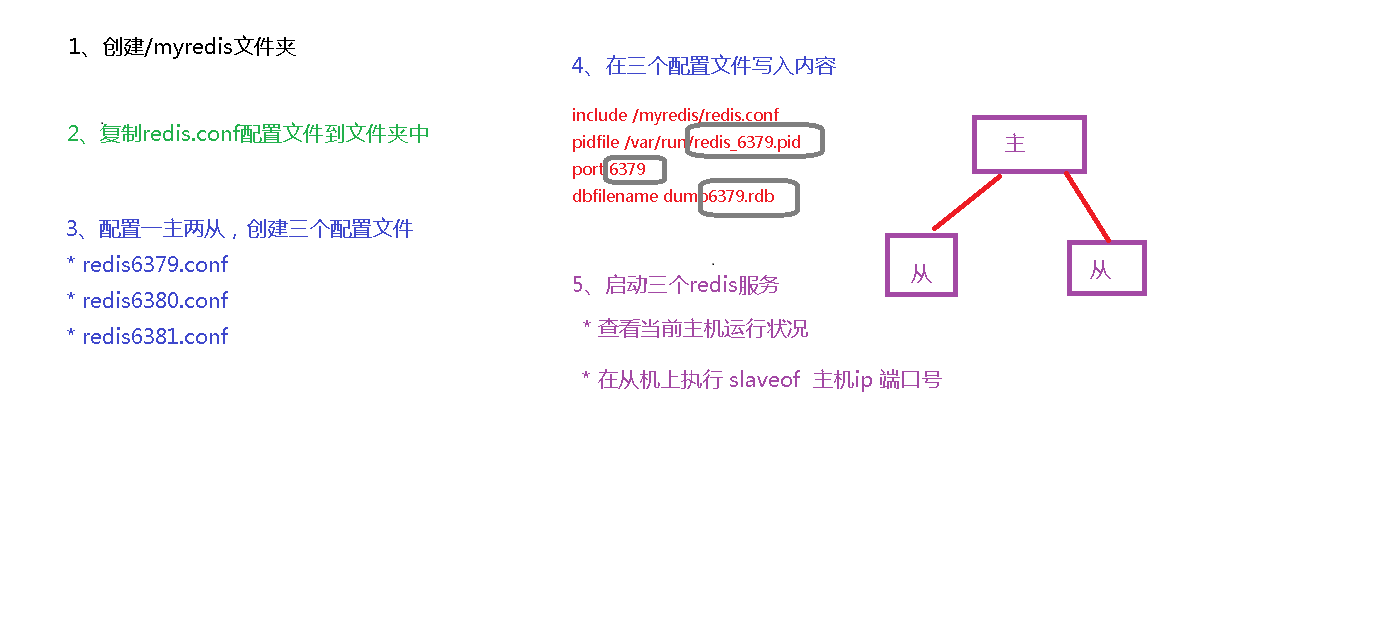 1、创建/myredis文件夹
2、复制redis.conf配置文件到文件夹中
3、配置一主两从，创建三个配置文件
* redis6379.conf
* redis6380.conf
* redis6381.conf
4、在三个配置文件写入内容
include /myredis/redis.conf
pidfile /var/run/redis_6379.pid
port 6379
dbfilename dump6379.rdb
5、启动三个redis服务
* 查看当前主机运行状况
* 在从机上执行 slaveof 主机ip 端口号
主
从
从